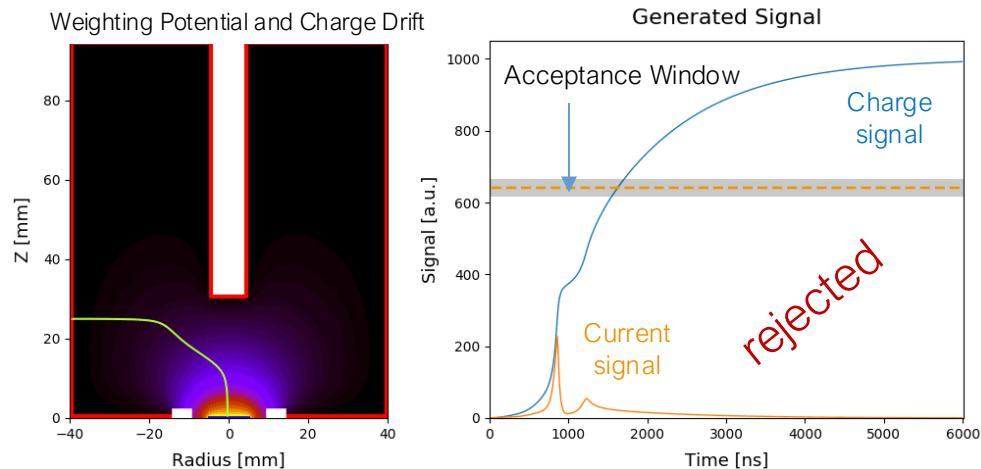 Weighting Potential and Charge Drift
Z [mm]
80
60
40
20
0
−40
−20
0
20
40
Radius [mm]
Generated Signal
Signal [a.u.]
1000
800
600
400
200
0
Acceptance Window
Charge
signal
Current
signal
rejected
0
1000
2000
3000
4000
5000
6000
Time [ns]